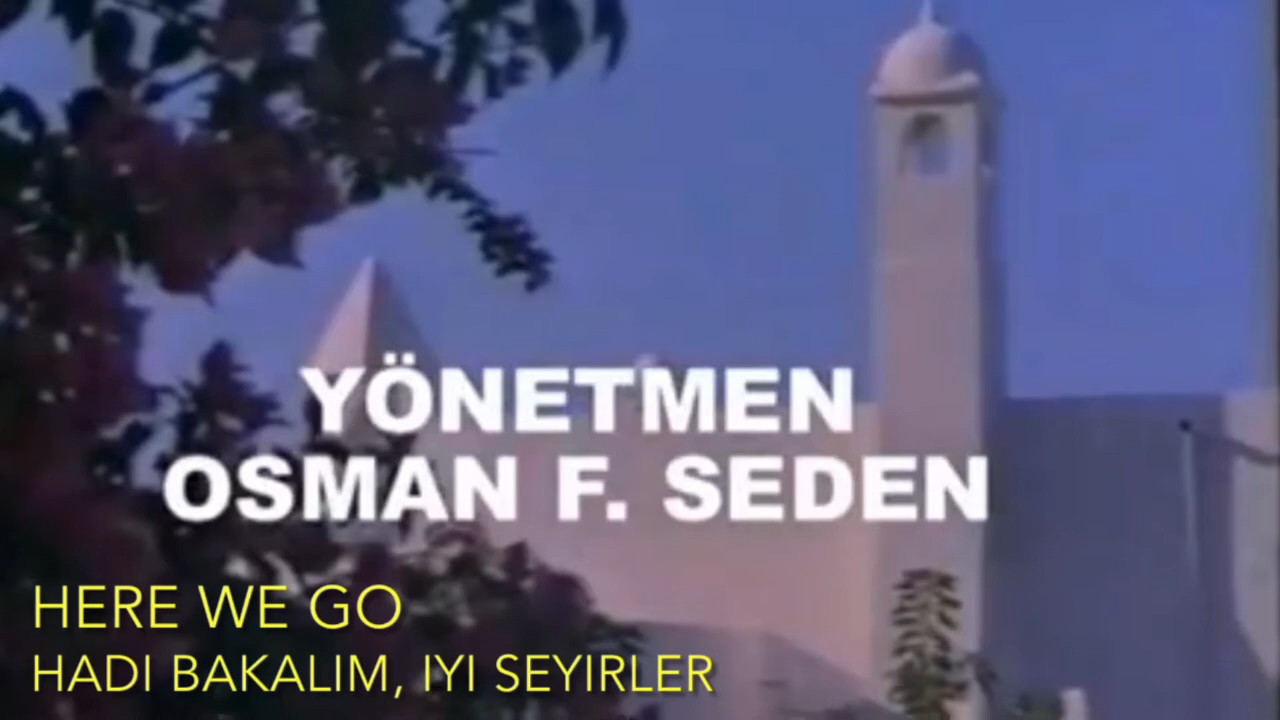 YÖNETMEN
OSMAN F. SEDEN
HERE WE GO
HADI BAKALIM, IYI SEYIRLER